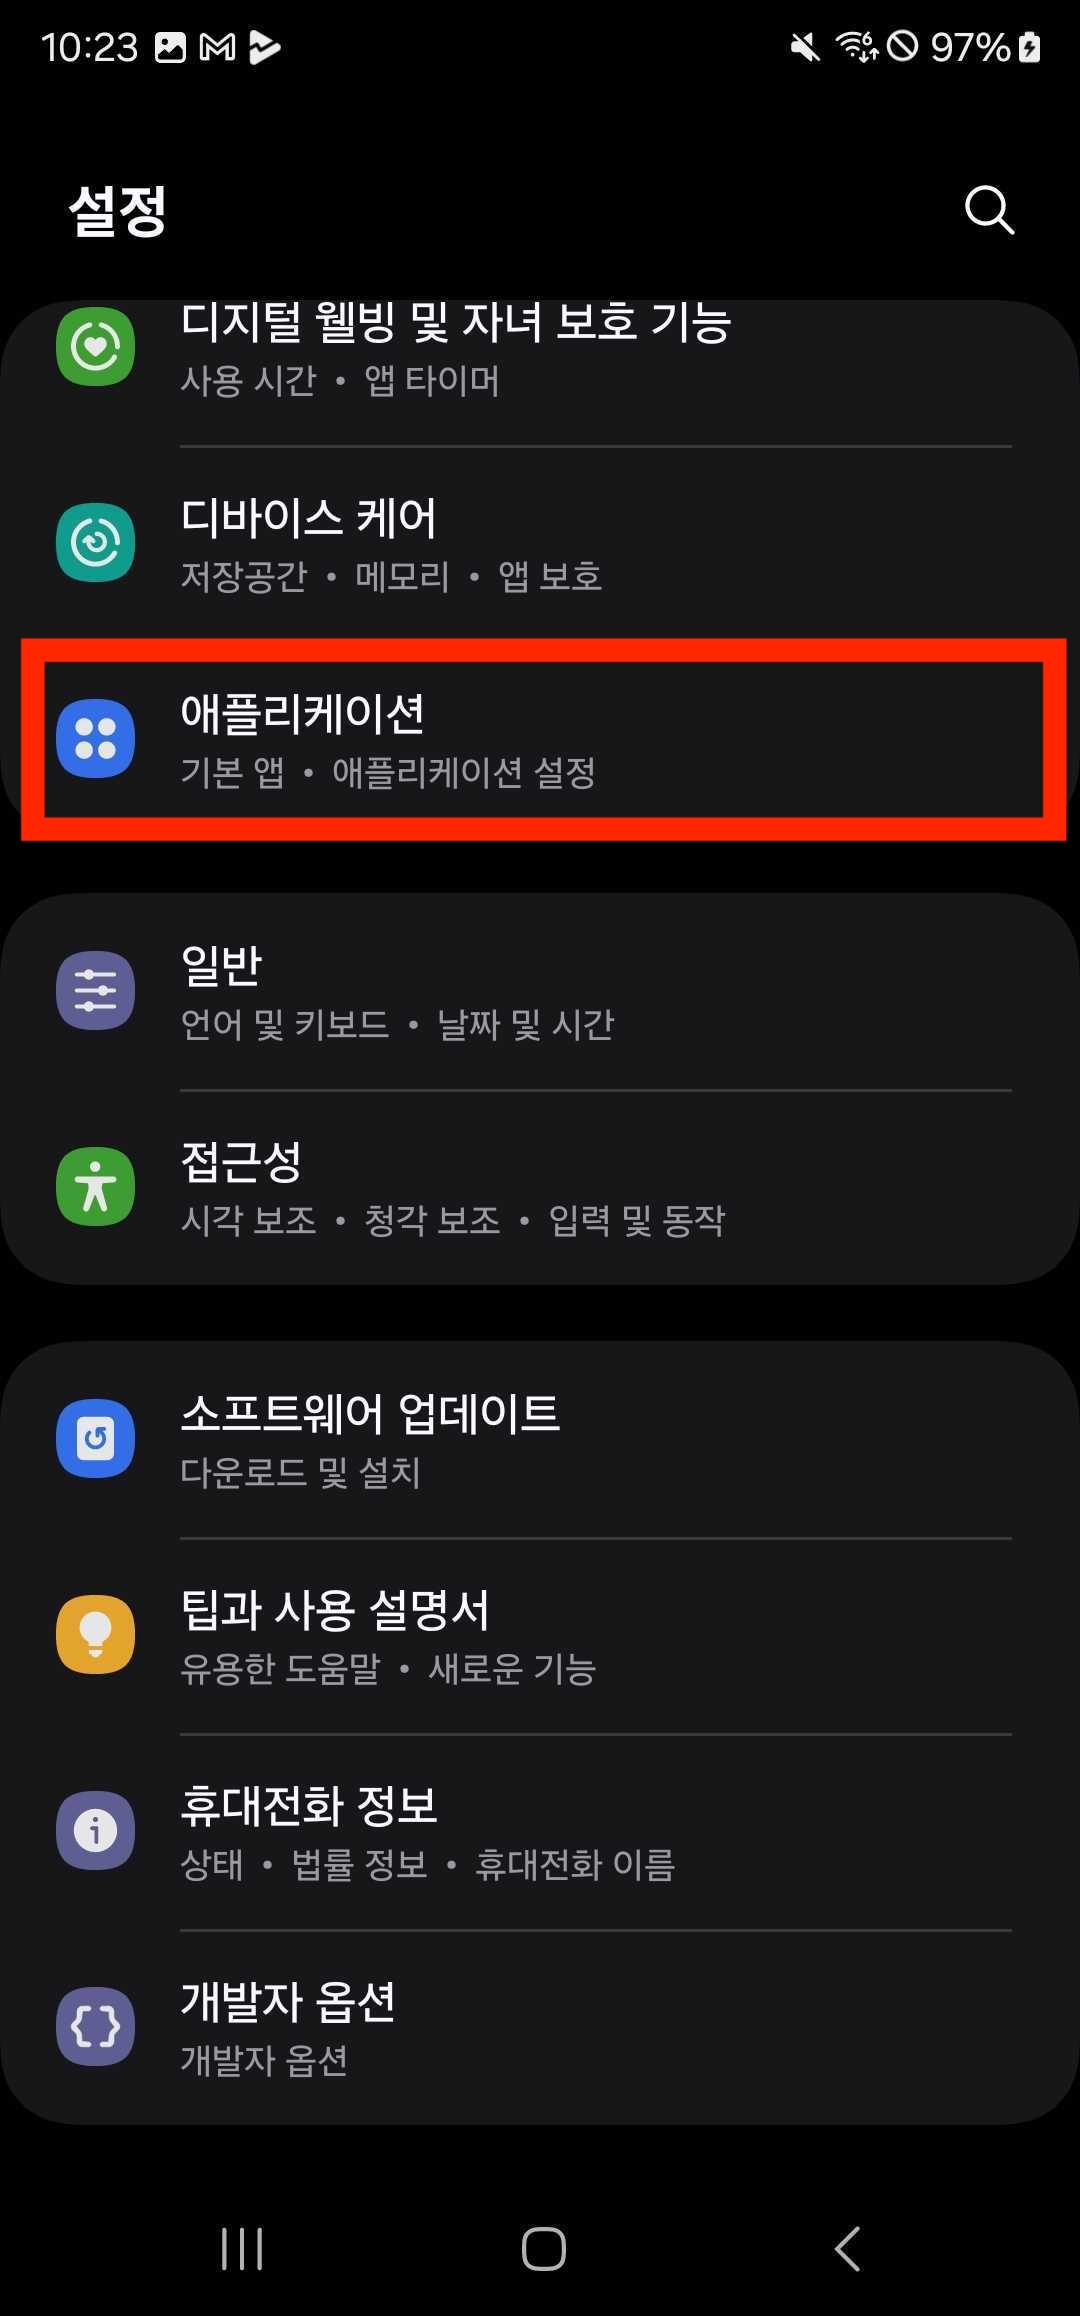 10:23
97%
설정
디지털 웰빙 및 자녀 보호 기능
사용 시간 • 앱 타이머
디바이스 케어
저장공간 • 메모리 • 앱 보호
애플리케이션
기본 앱 • 애플리케이션 설정
일반
언어 및 키보드 • 날짜 및 시간
접근성
시각 보조 • 청각 보조 • 입력 및 동작
소프트웨어 업데이트
다운로드 및 설치
팁과 사용 설명서
유용한 도움말 • 새로운 기능
휴대전화 정보
상태 • 법률 정보 • 휴대전화 이름
개발자 옵션
개발자 옵션